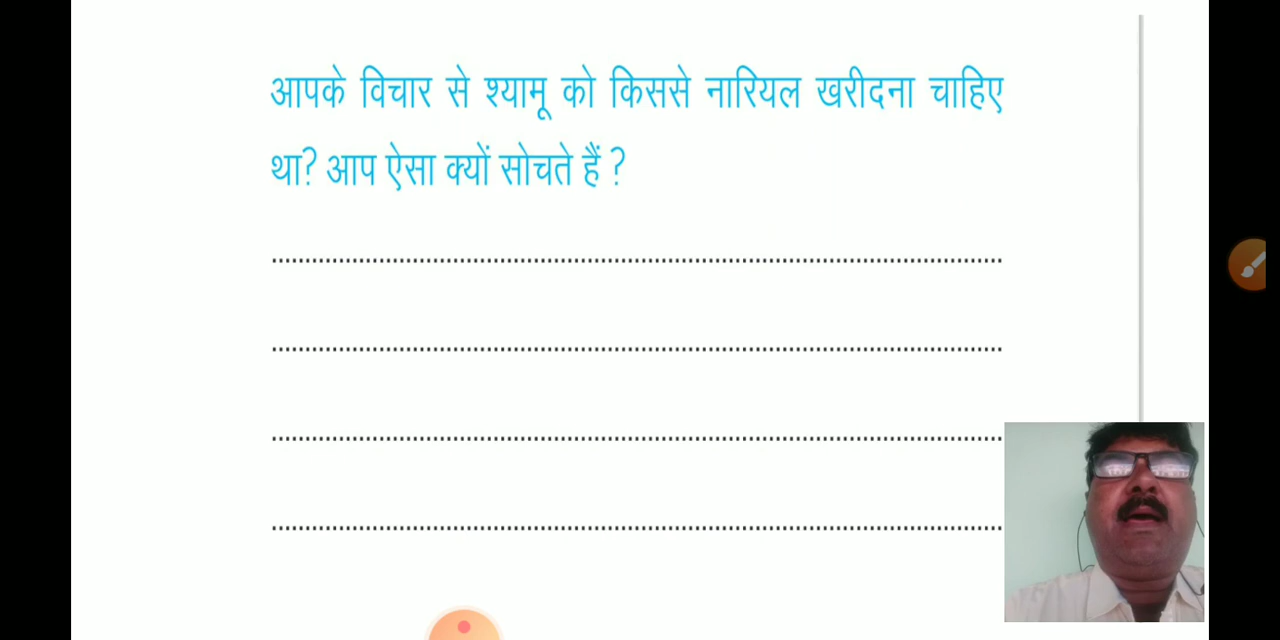 आपके विचार से श्यामू को किससे नारियल खरीदना चाहिए
था? आप ऐसा क्यों सोचते हैं ?